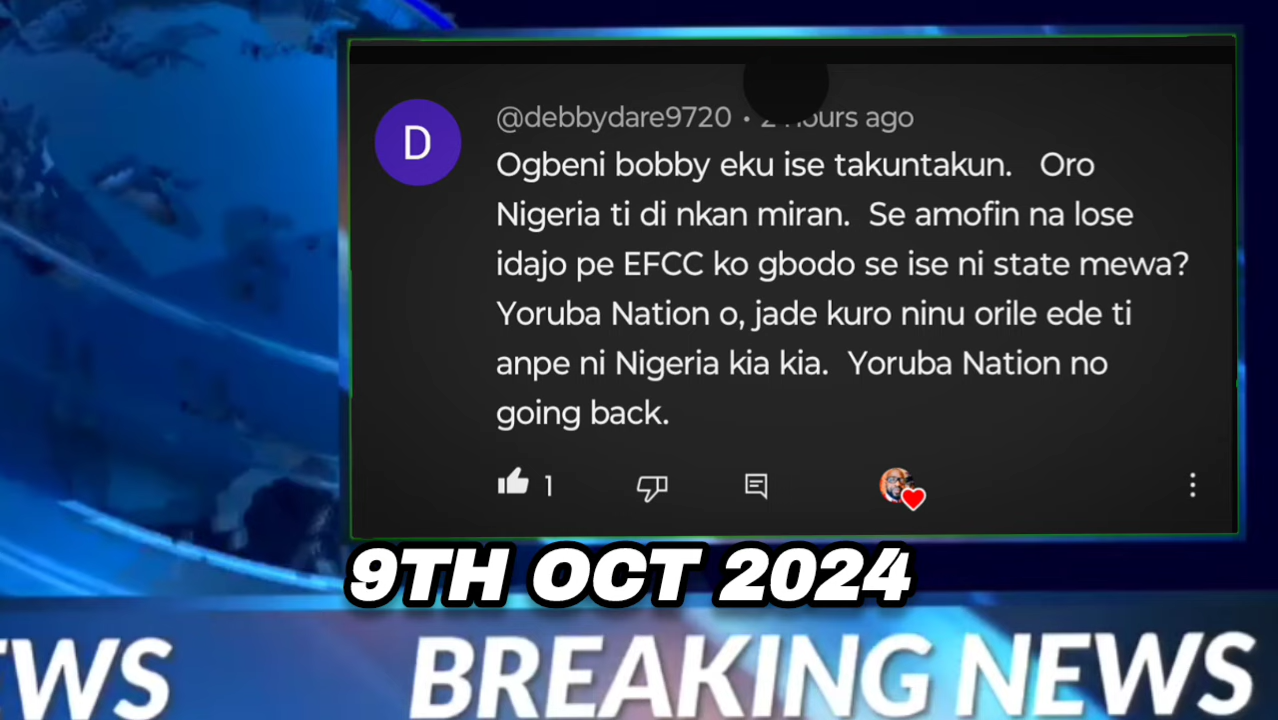 D
@debbydare9720 • 2 hours ago
Ogbeni bobby eku ise takuntakun. Oro
Nigeria ti di nkan miran. Se amofin na lose
idajo pe EFCC ko gbodo se ise ni state mewa?
Yoruba Nation o, jade kuro ninu orile ede ti
anpe ni Nigeria kia kia. Yoruba Nation no
going back.
1
9TH OCT 2024
EWS BREAKING NEWS